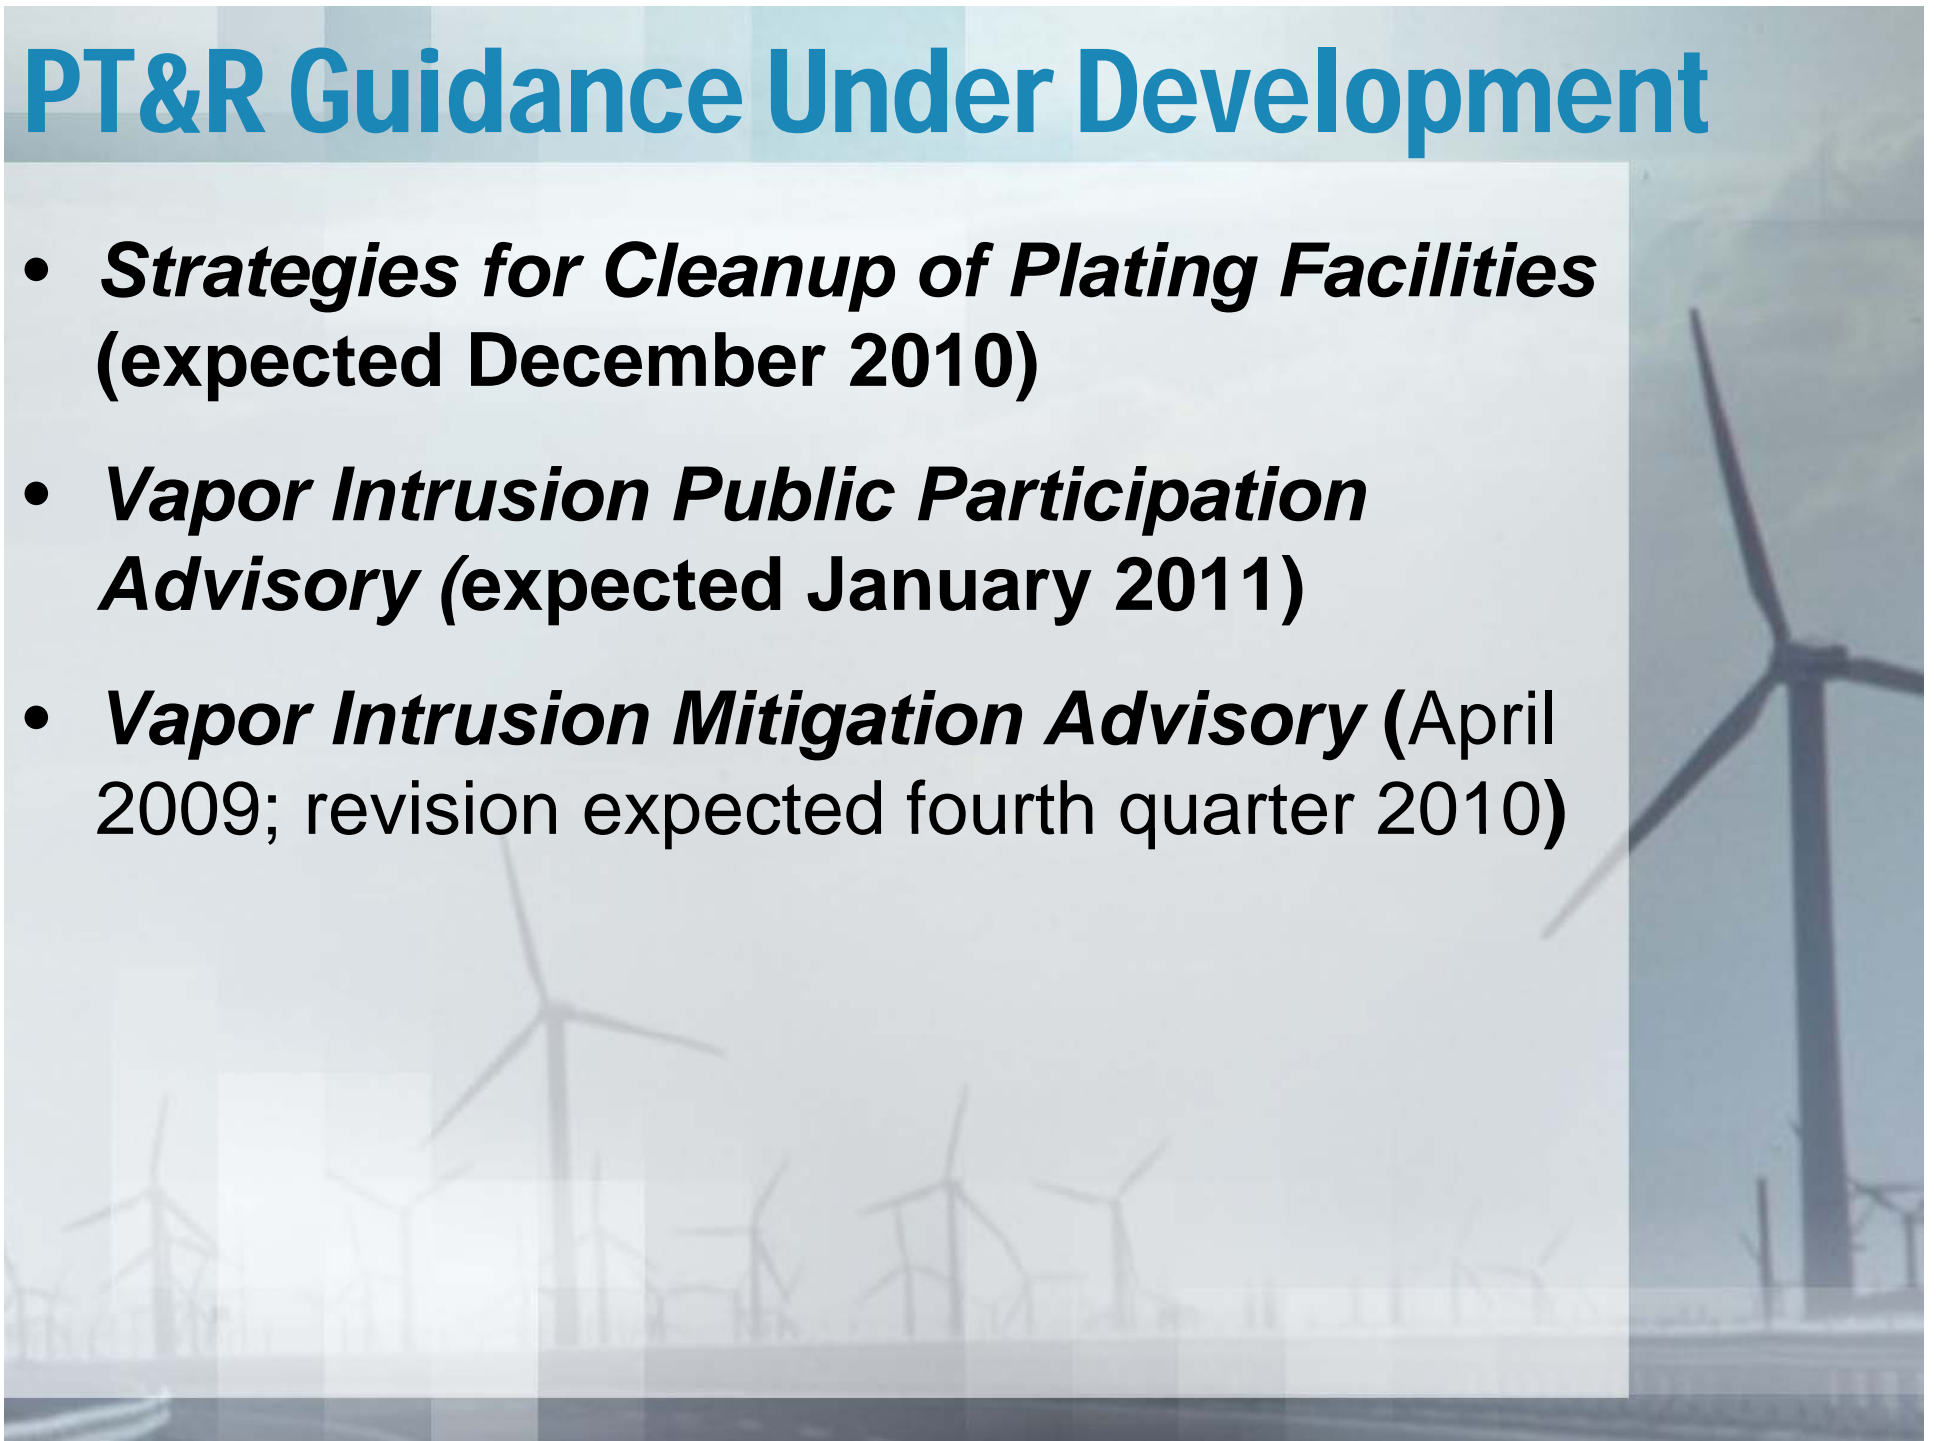 PT&R Guidance Under Development
• Strategies for Cleanup of Plating Facilities
(expected December 2010)
• Vapor Intrusion Public Participation
Advisory (expected January 2011)
• Vapor Intrusion Mitigation Advisory (April
2009; revision expected fourth quarter 2010)